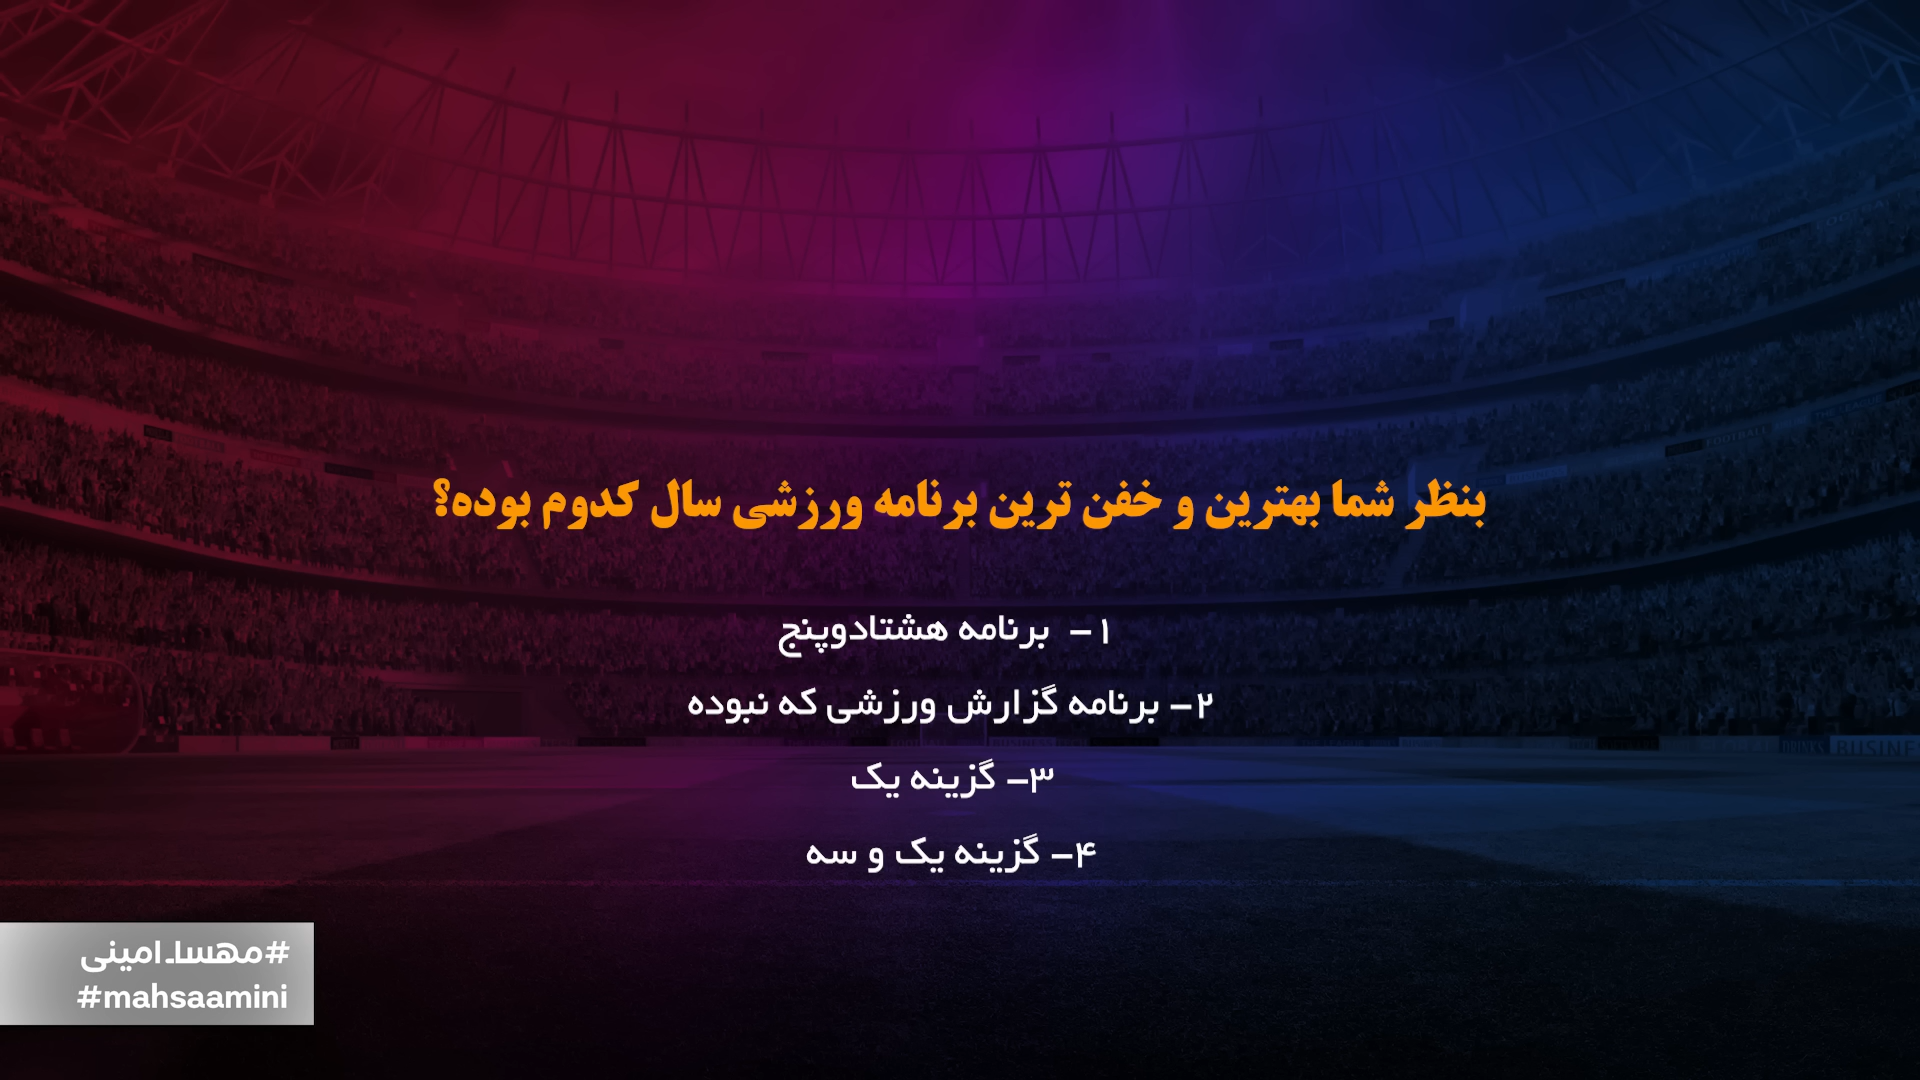 بنظر شما بهترین و خفن ترین برنامه ورزشی سال کدوم بوده؟
۱- برنامه هشتادوپنج
۲- برنامه گزارش ورزشی که نبوده
۳- گزینه یک
۴- گزینه یک و سه
#مهسا_امینی
#mahsaamini
BUSINE